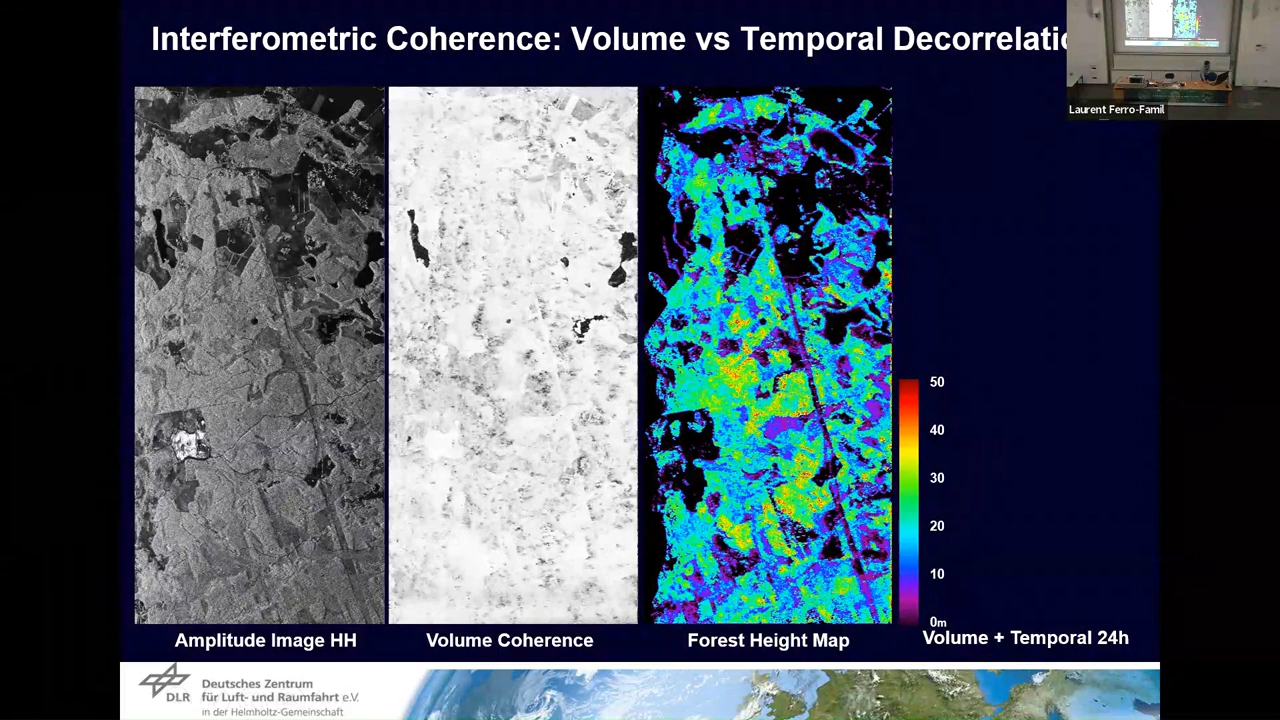 Interferometric Coherence: Volume vs Temporal Decorrelatio
Laurent Ferro-Famil
50
40
30
20
10
0m
Amplitude Image HH
Volume Coherence
Forest Height Map
Volume + Temporal 24h
DLR
Deutsches Zentrum
für Luft- und Raumfahrt e.V.
in der Helmholtz-Gemeinschaft